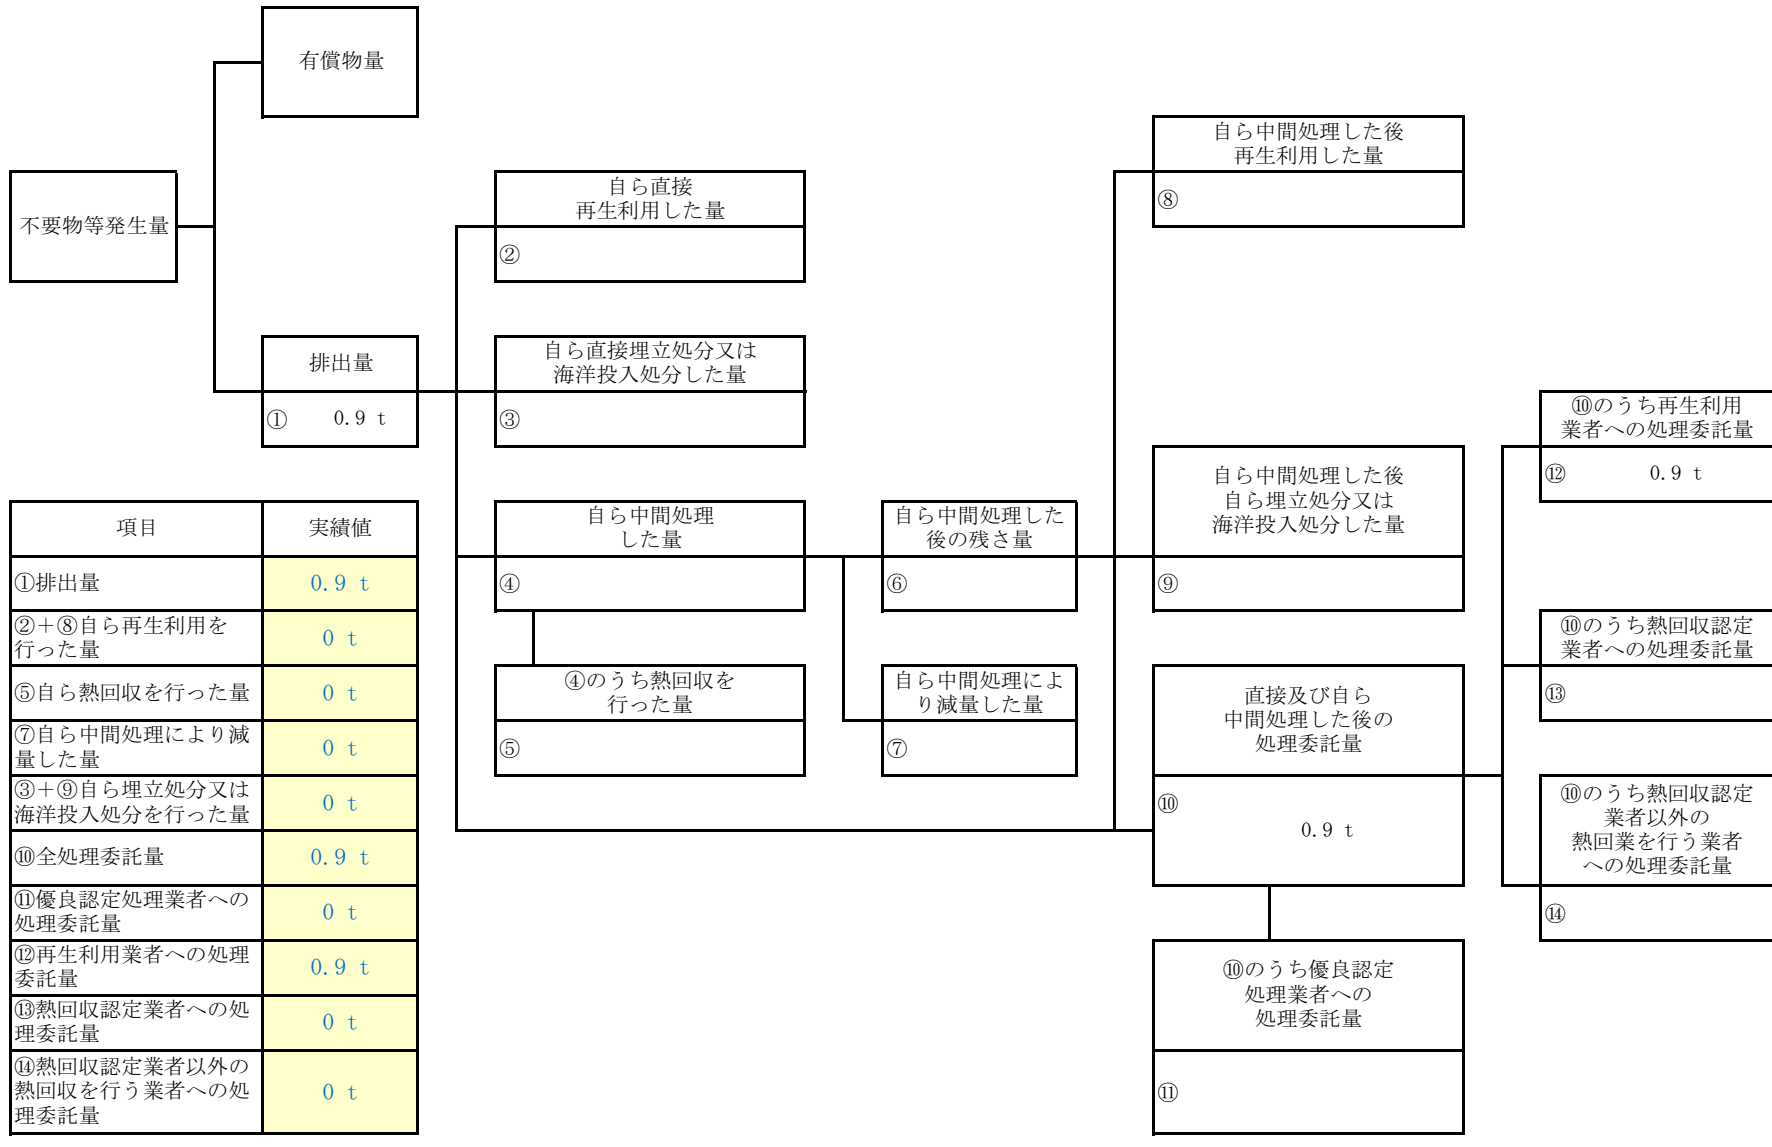 有償物量
不要物等発生量
排出量
①　0.9 t
自ら直接
再生利用した量
②
自ら直接埋立処分又は
海洋投入処分した量
③
自ら中間処理
した量
④
④のうち熱回収を
行った量
⑤
自ら中間処理した
後の残さ量
⑥
自ら中間処理によ
り減量した量
⑦
自ら中間処理した後
再生利用した量
⑧
自ら中間処理した後
自ら埋立処分又は
海洋投入処分した量
⑨
直接及び自ら
中間処理した後の
処理委託量
⑩
0.9 t
⑩のうち優良認定
処理業者への
処理委託量
⑪
⑩のうち再生利用
業者への処理委託量
⑫　0.9 t
⑩のうち熱回収認定
業者への処理委託量
⑬
⑩のうち熱回収認定
業者以外の
熱回業を行う業者
への処理委託量
⑭
項目　実績値
①排出量　0.9 t
②＋⑧自ら再生利用を
行った量　0 t
⑤自ら熱回収を行った量　0 t
⑦自ら中間処理により減
量した量　0 t
③＋⑨自ら埋立処分又は
海洋投入処分を行った量　0 t
⑩全処理委託量　0.9 t
⑪優良認定処理業者への
処理委託量　0 t
⑫再生利用業者への処理
委託量　0.9 t
⑬熱回収認定業者への処
理委託量　0 t
⑭熱回収認定業者以外の
熱回収を行う業者への処
理委託量　0 t